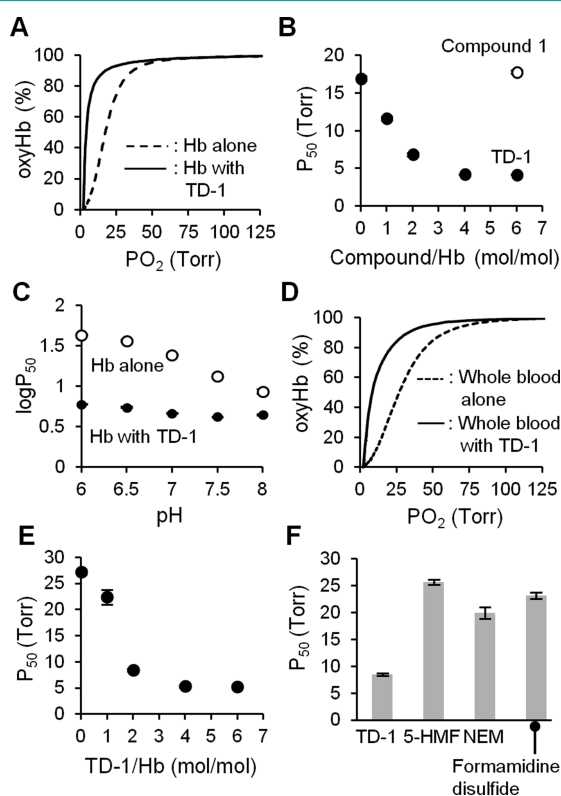 A
100
80
60
40
20
0
oxyHb (%)
0 25 50 75 100 125
PO2 (Torr)
: Hb alone
: Hb with
TD-1
B
20
15
10
5
0
P50 (Torr)
Compound 1
TD-1
0 1 2 3 4 5 6 7
Compound/Hb (mol/mol)
C
2
1.5
1
0.5
0
logP50
Hb alone
Hb with TD-1
6 6.5 7 7.5 8
pH
D
100
80
60
40
20
0
oxyHb (%)
: Whole blood
alone
: Whole blood
with TD-1
0 25 50 75 100 125
PO2 (Torr)
E
30
25
20
15
10
5
0
P50 (Torr)
0 1 2 3 4 5 6 7
TD-1/Hb (mol/mol)
F
30
25
20
15
10
5
0
P50 (Torr)
TD-1 5-HMF NEM
Formamidine
disulfide